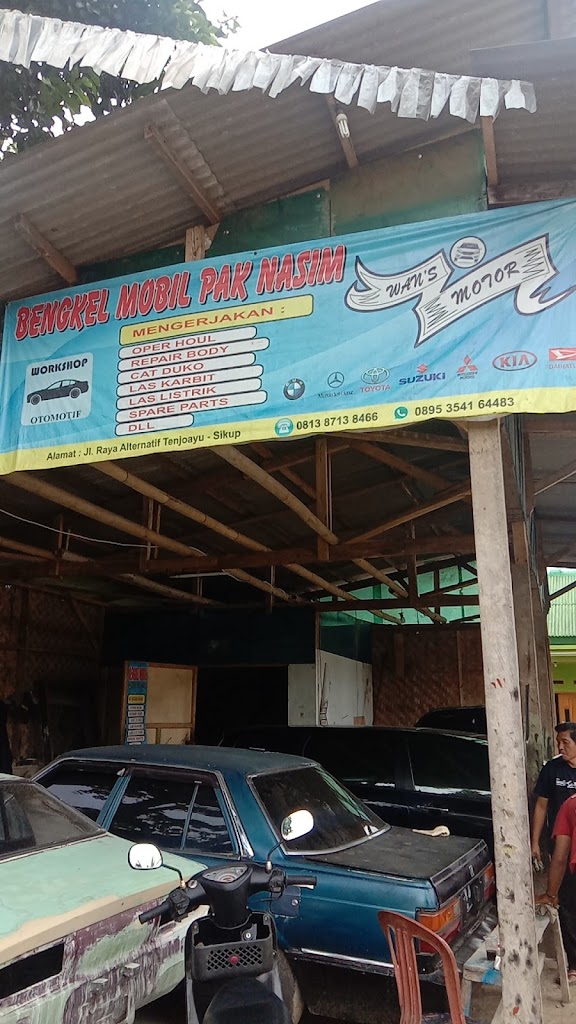 BENGKEL MOBIL PAK NASIM
WAN'S MOTOR
MENGERJAKAN :
OPER HOUL
REPAIR BODY
CAT DUKO
LAS KARBIT
LAS LISTRIK
SPARE PARTS
DLL
WORKSHOP
OTOMOTIF
TOYOTA
SUZUKI
KIA
0813 8713 8466
0895 3541 64483
Alamat : Jl. Raya Alternatif Tenjoayu - Sikup